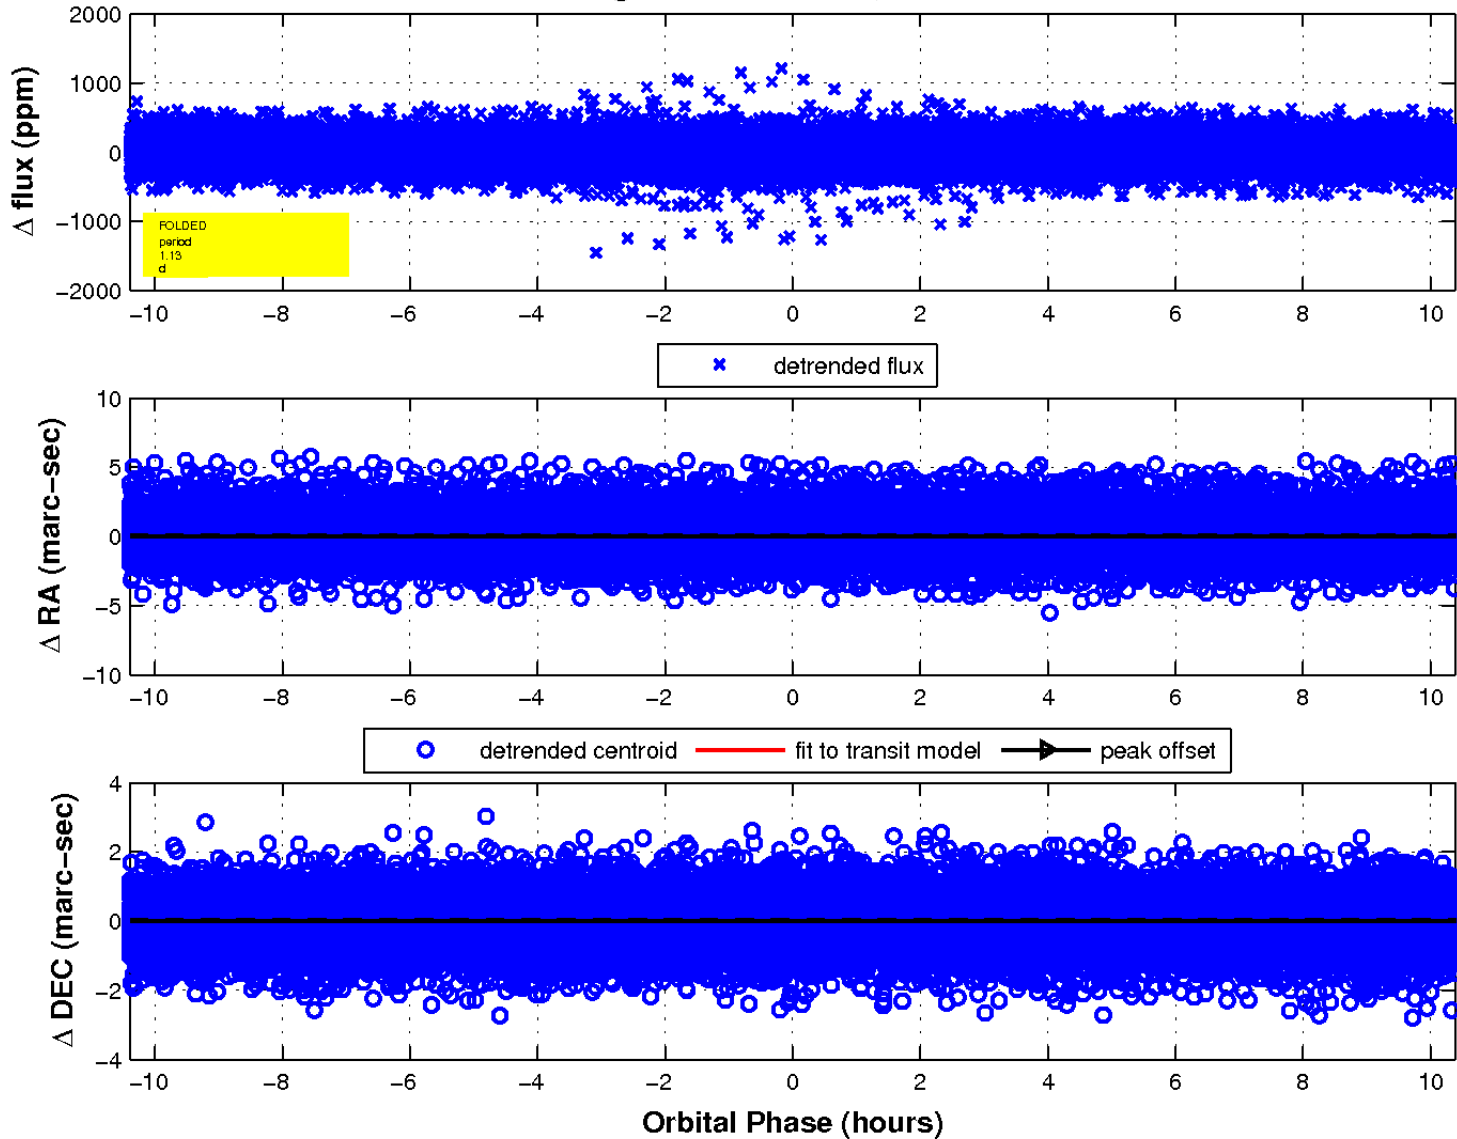 2000
1000
0
−1000
−2000
Δ flux (ppm)
FOLDED
period
1.13
d
−10 −8 −6 −4 −2 0 2 4 6 8 10
detrended flux
10
5
0
−5
−10
Δ RA (marc−sec)
−10 −8 −6 −4 −2 0 2 4 6 8 10
detrended centroid fit to transit model peak offset
4
2
0
−2
−4
Δ DEC (marc−sec)
−10 −8 −6 −4 −2 0 2 4 6 8 10
Orbital Phase (hours)